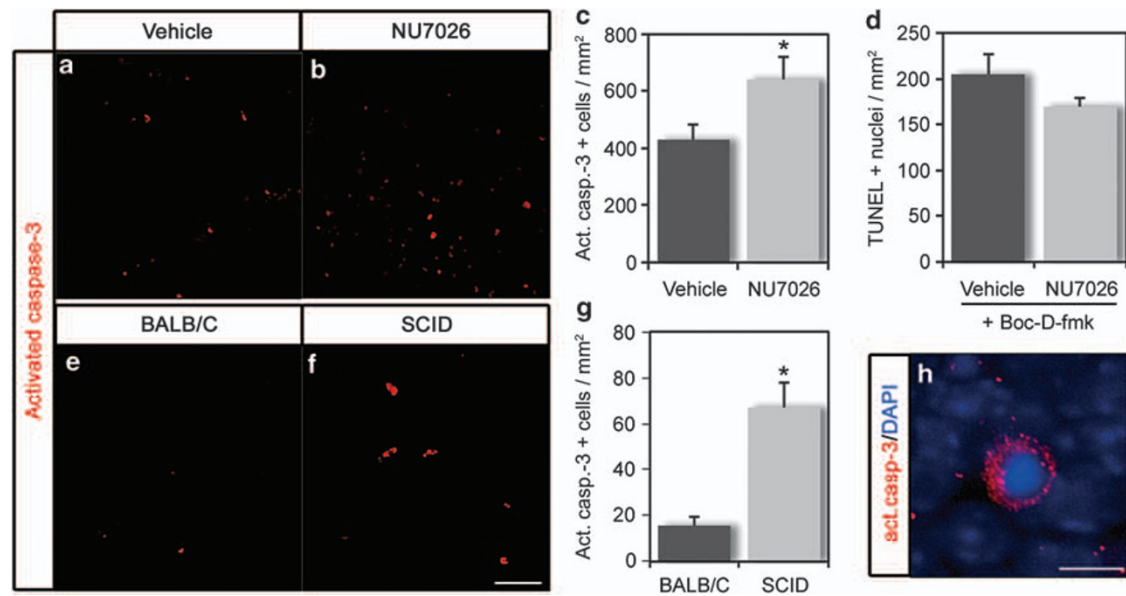 Vehicle
NU7026
Activated caspase-3
a
b
BALB/C
SCID
e
f
c
Act. casp.-3 + cells / mm²
800
600
400
200
0
*
Vehicle
NU7026
d
TUNEL + nuclei / mm²
250
200
150
100
50
0
Vehicle
NU7026
+ Boc-D-fmk
g
Act. casp.-3 + cells / mm²
80
60
40
20
0
*
BALB/C
SCID
h
act.casp-3/DAPI